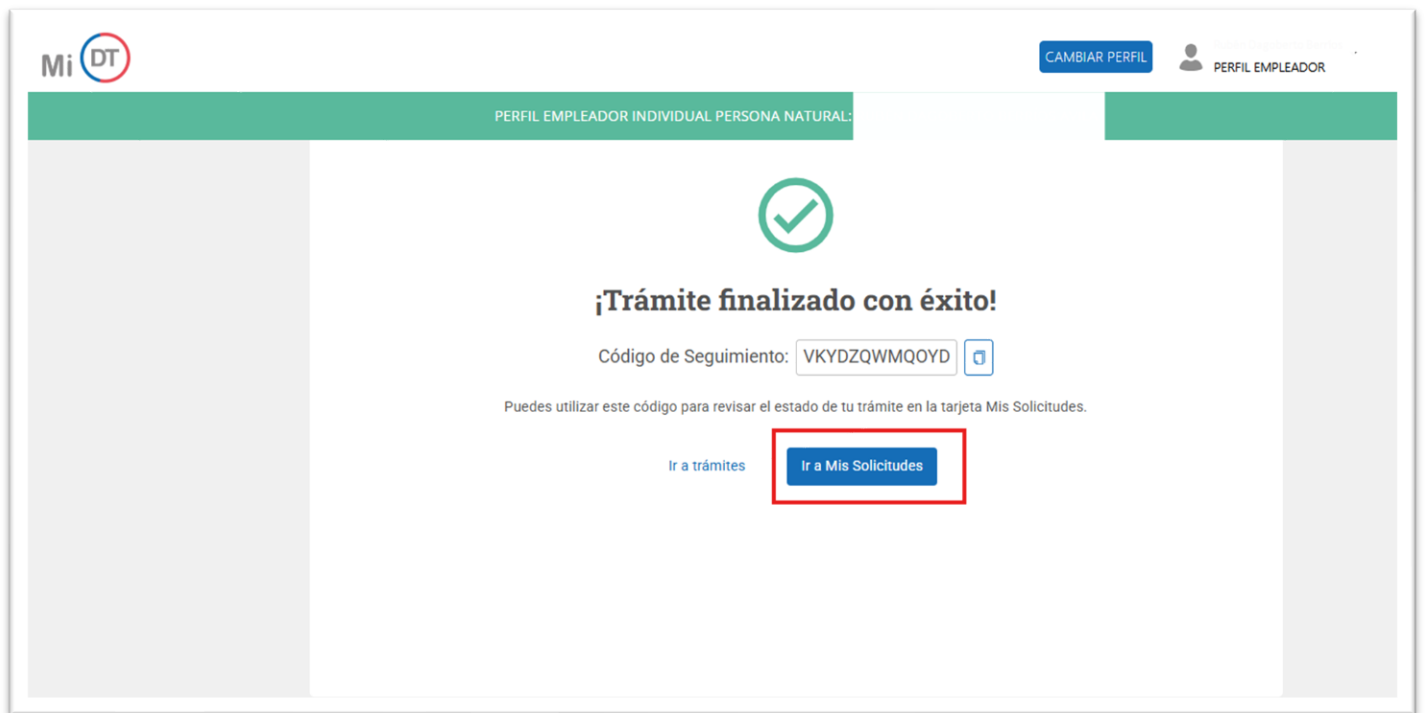 Mi DT
CAMBIAR PERFIL
PERFIL EMPLEADOR
PERFIL EMPLEADOR INDIVIDUAL PERSONA NATURAL:
¡Trámite finalizado con éxito!
Código de Seguimiento: VKYDZQWMQOYD
Puedes utilizar este código para revisar el estado de tu trámite en la tarjeta Mis Solicitudes.
Ir a trámites Ir a Mis Solicitudes